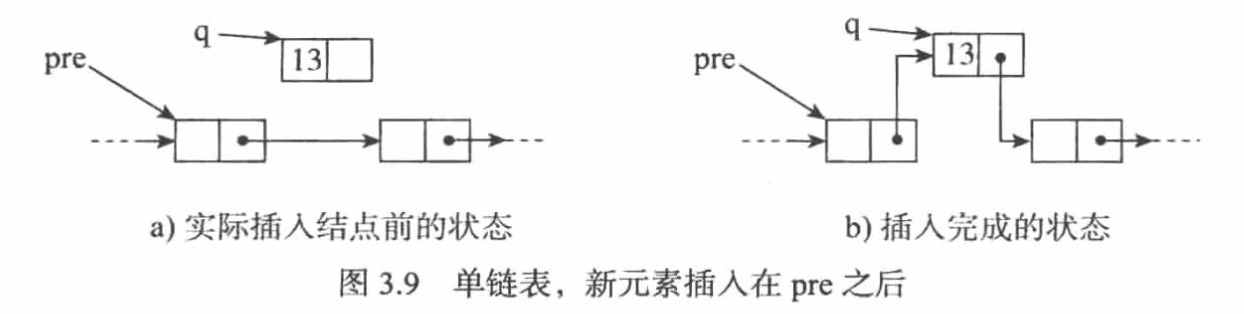 q
13
pre
q
13
pre
a) 实际插入结点前的状态
b) 插入完成的状态
图 3.9 单链表，新元素插入在 pre 之后